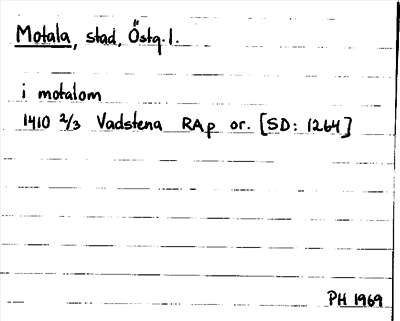 Motala, stad, Östg.l.
i motalom
1410 2/3 Vadstena RAp or. [SD: 1264]
PH 1969